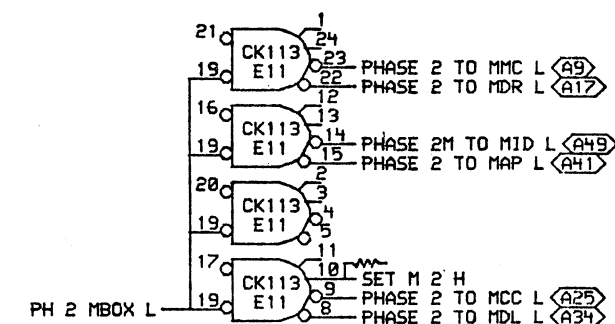 1
21 24
CK113 23 PHASE 2 TO MMC L A9
19 E11 22 PHASE 2 TO MDR L A17
12
16 13
CK113 14 PHASE 2M TO MID L A49
19 E11 15 PHASE 2 TO MAP L A41
2
20 3
CK113 4
19 E11 5
11
17 10 SET M 2 H
CK113 9 PHASE 2 TO MCC L A25
PH 2 MBOX L 19 E11 8 PHASE 2 TO MDL L A34